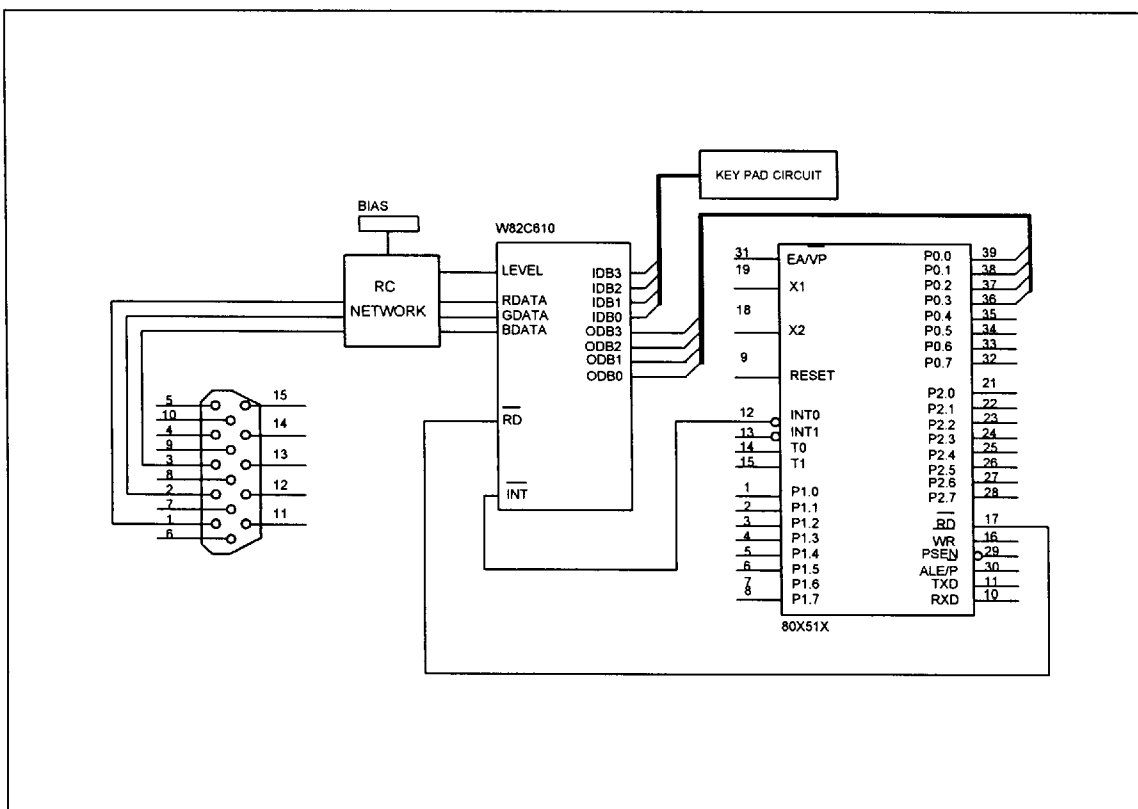 KEY PAD CIRCUIT
BIAS
W82C610
RC
NETWORK
LEVEL
RDATA
GDATA
BDATA
RD
INT
IDB3
IDB2
IDB1
IDB0
ODB3
ODB2
ODB1
ODB0
5
10
4
9
3
8
2
7
1
6
15
14
13
12
11
31 EA/VP
19 X1
18 X2
9 RESET
12 INT0
13 INT1
14 T0
15 T1
1 P1.0
2 P1.1
3 P1.2
4 P1.3
5 P1.4
6 P1.5
7 P1.6
8 P1.7
P0.0 39
P0.1 38
P0.2 37
P0.3 36
P0.4 35
P0.5 34
P0.6 33
P0.7 32
P2.0 21
P2.1 22
P2.2 23
P2.3 24
P2.4 25
P2.5 26
P2.6 27
P2.7 28
RD 17
WR 16
PSEN 29
ALE/P 30
TXD 11
RXD 10
80X51X